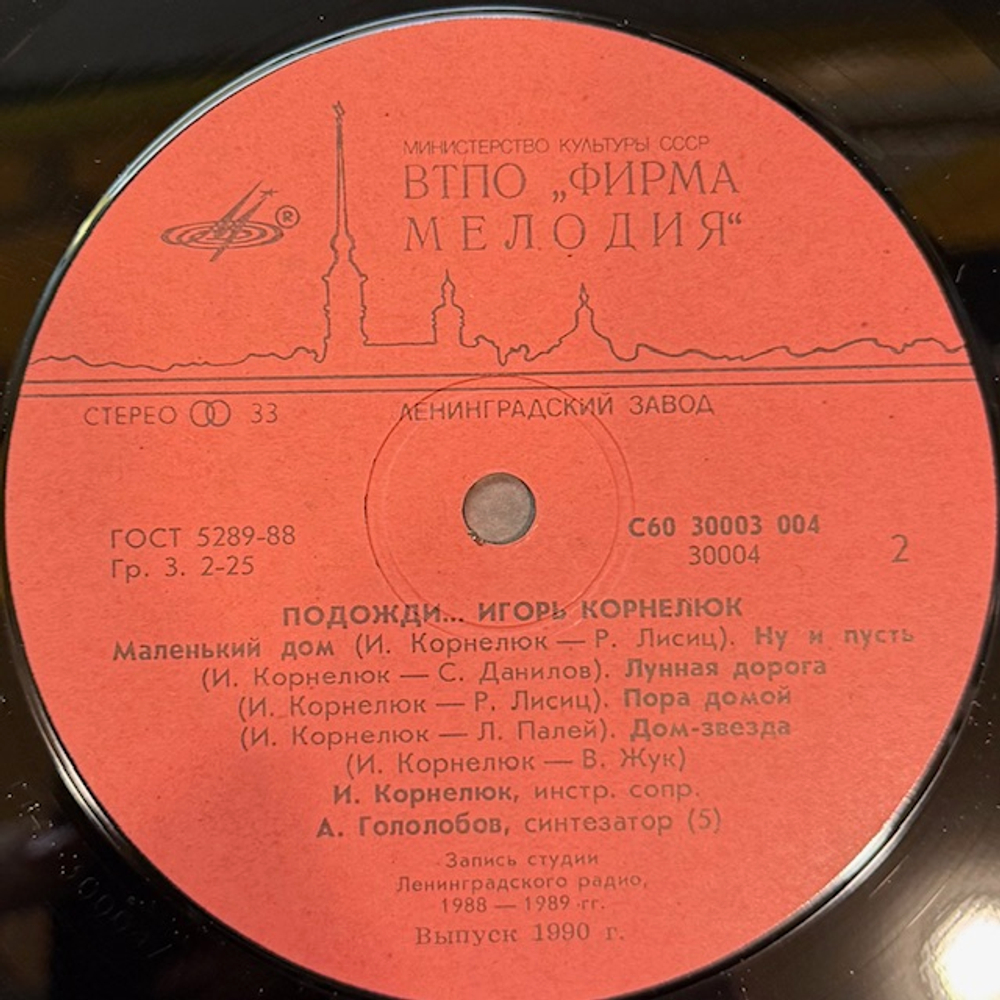 МИНИСТЕРСТВО КУЛЬТУРЫ СССР
ВТПО „ФИРМА
МЕЛОДИЯ“
®
СТЕРЕО 33
ЛЕНИНГРАДСКИЙ ЗАВОД
ГОСТ 5289-88
Гр. 3. 2-25
С60 30003 004
30004
2
ПОДОЖДИ... ИГОРЬ КОРНЕЛЮК
Маленький дом (И. Корнелюк — Р. Лисиц). Ну и пусть
(И. Корнелюк — С. Данилов). Лунная дорога
(И. Корнелюк — Р. Лисиц). Пора домой
(И. Корнелюк — Л. Палей). Дом-звезда
(И. Корнелюк — В. Жук)
И. Корнелюк, инстр. сопр.
А. Гололобов, синтезатор (5)
Запись студии
Ленинградского радио,
1988 — 1989 гг.
Выпуск 1990 г.